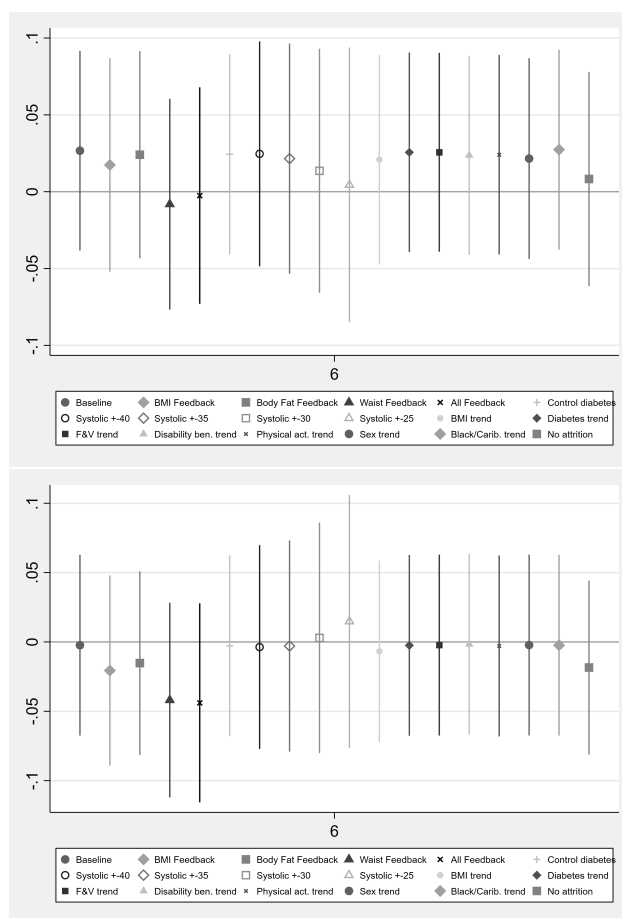 .1
.05
0
-.05
-.1
6
Baseline BMI Feedback Body Fat Feedback Waist Feedback All Feedback Control diabetes
Systolic +-40 Systolic +-35 Systolic +-30 Systolic +-25 BMI trend Diabetes trend
F&V trend Disability ben. trend Physical act. trend Sex trend Black/Carib. trend No attrition
.1
.05
0
-.05
-.1
6
Baseline BMI Feedback Body Fat Feedback Waist Feedback All Feedback Control diabetes
Systolic +-40 Systolic +-35 Systolic +-30 Systolic +-25 BMI trend Diabetes trend
F&V trend Disability ben. trend Physical act. trend Sex trend Black/Carib. trend No attrition